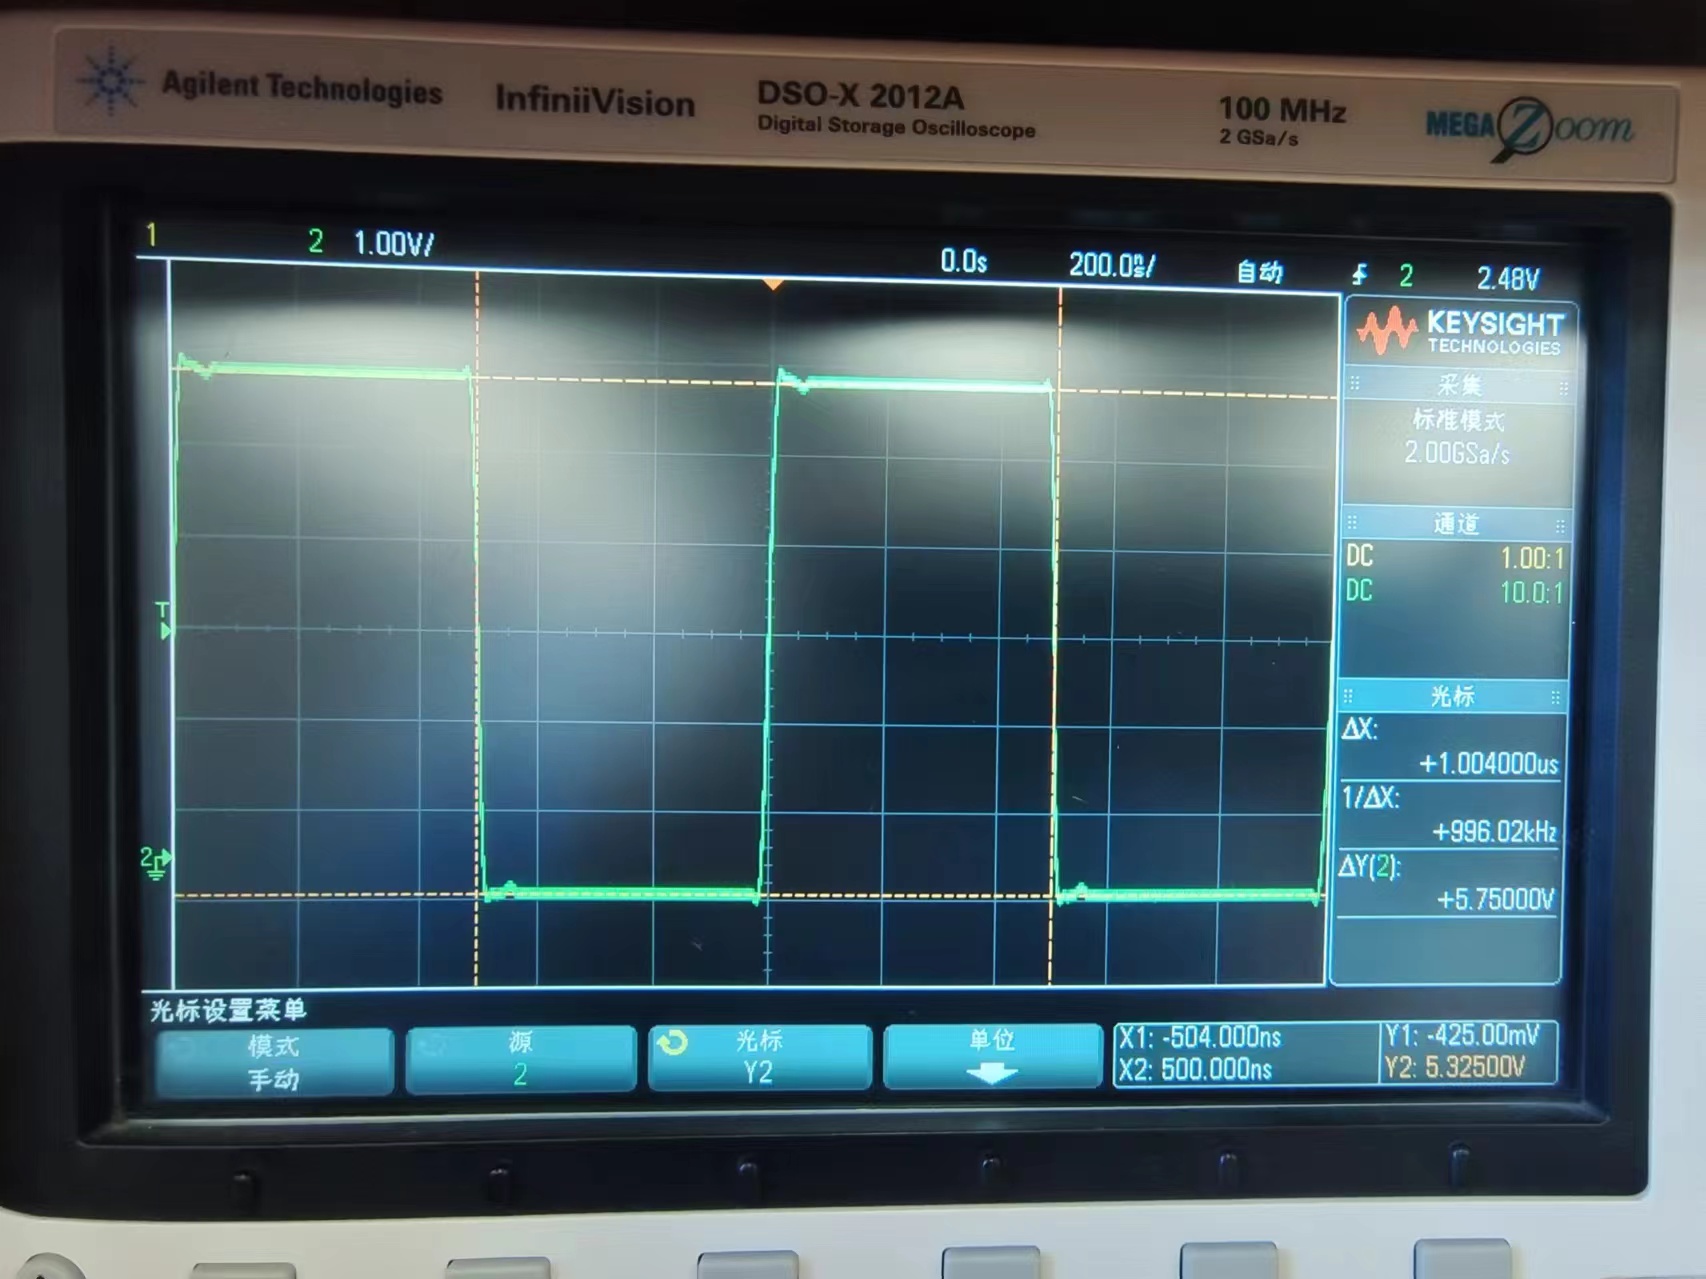 Agilent Technologies InfiniiVision DSO-X 2012A 100 MHz MEGA Zoom
Digital Storage Oscilloscope 2 GSa/s
1 2 1.00V/ 0.0s 200.0ns/ 自动 2 2.48V
KEYSIGHT
TECHNOLOGIES
采集
标准模式
2.00GSa/s
通道
DC 1.00:1
DC 10.0:1
T
2
光标
ΔX:
+1.004000us
1/ΔX:
+996.02kHz
ΔY(2):
+5.75000V
光标设置菜单
模式
手动
源
2
光标
Y2
单位
X1: -504.000ns
X2: 500.000ns
Y1: -425.00mV
Y2: 5.32500V